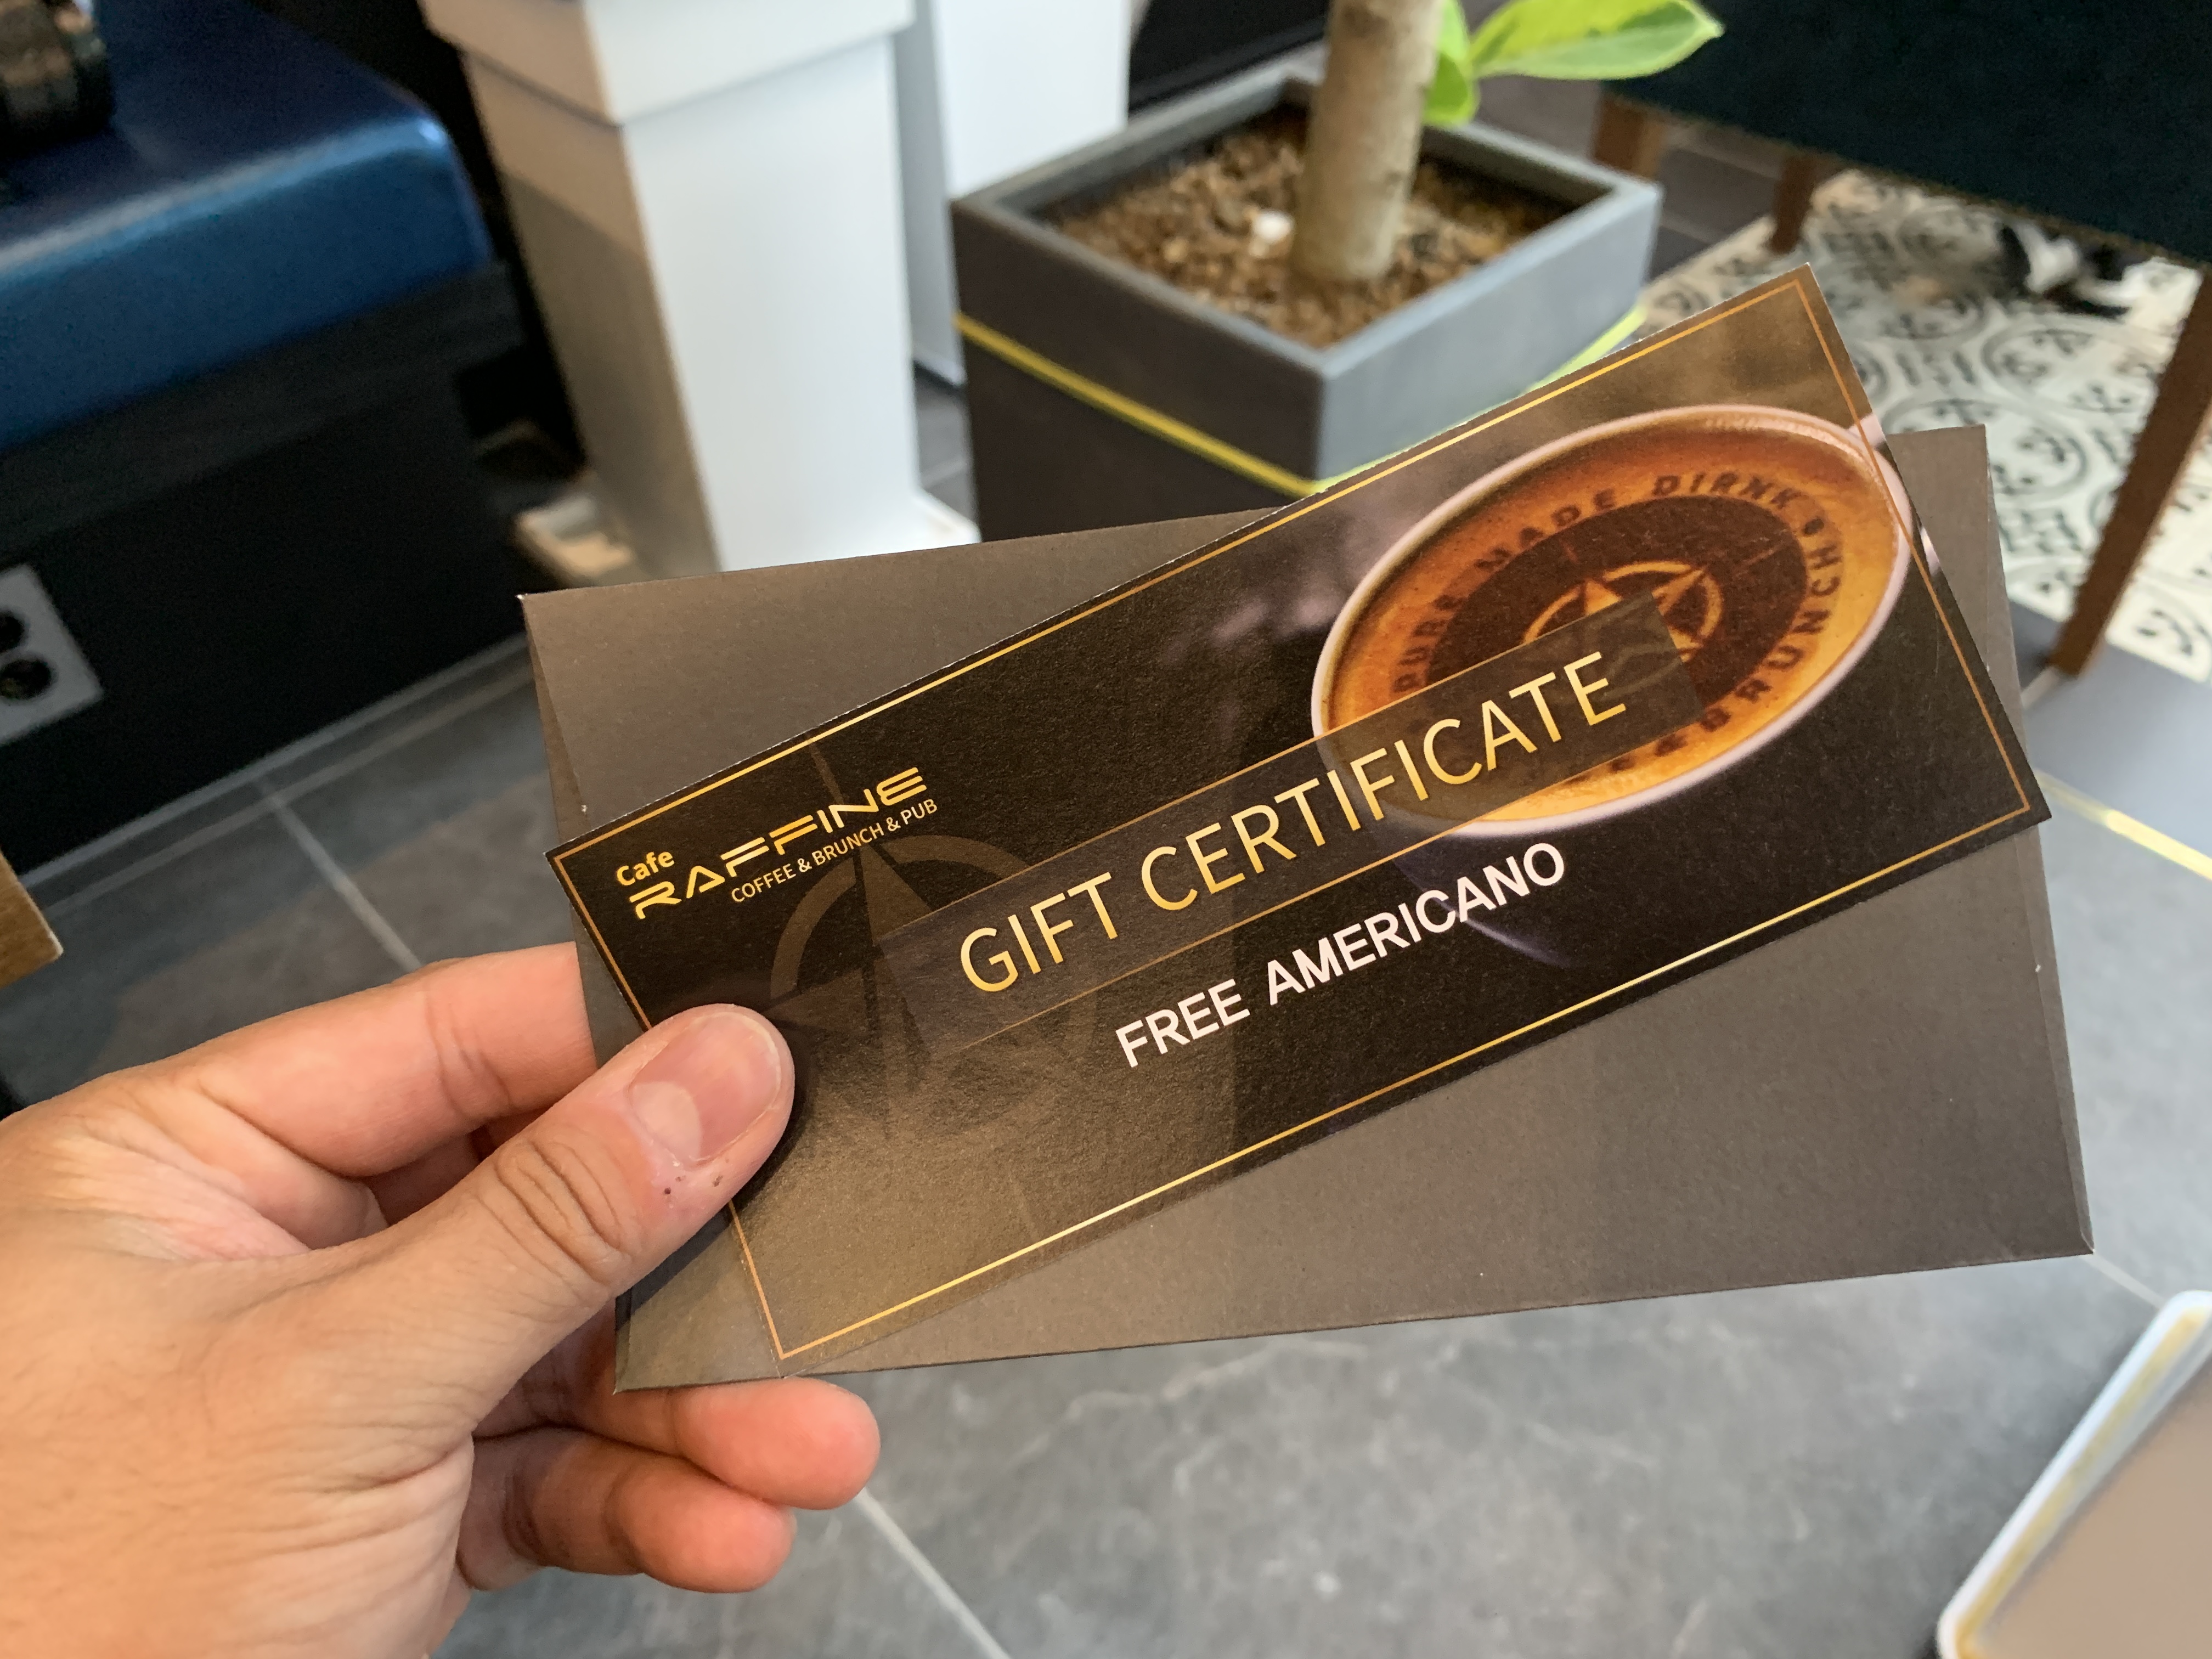 Cafe
RAFFINE
COFFEE & BRUNCH & PUB
GIFT CERTIFICATE
FREE AMERICANO
PURE MADE DIRNK & BRUNCH